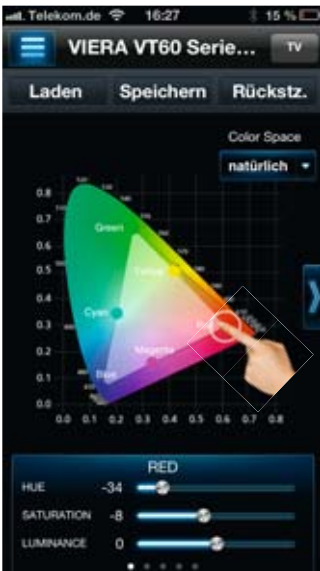 Telekom.de 16:27 15 %
VIERA VT60 Serie... TV
Laden Speichern Rückstz.
Color Space
natürlich
Green
Yellow
Cyan
Magenta
Blue
0.8
0.7
0.6
0.5
0.4
0.3
0.2
0.1
0.0
0.0 0.1 0.2 0.3 0.4 0.5 0.6 0.7 0.8
RED
HUE -34
SATURATION -8
LUMINANCE 0